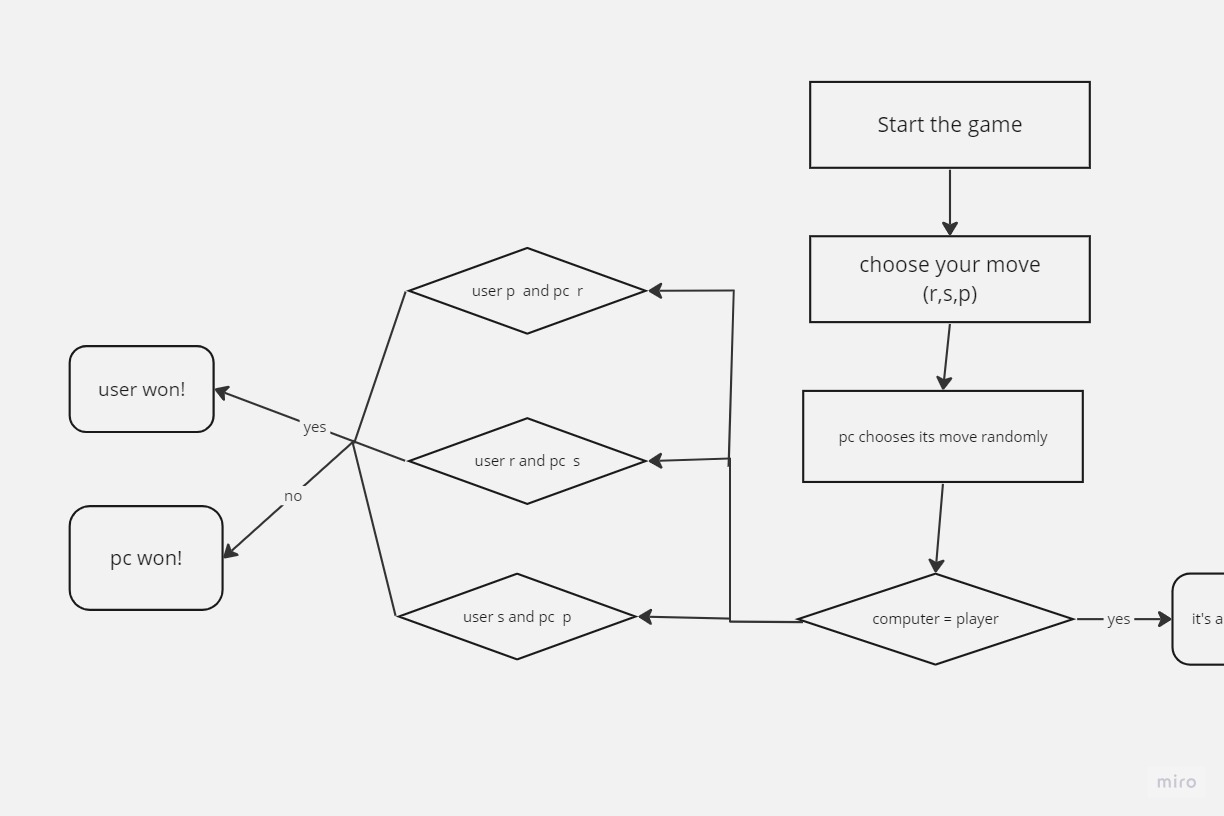 Start the game
choose your move
(r,s,p)
user p and pc r
user won!
yes
pc chooses its move randomly
user r and pc s
no
pc won!
user s and pc p
computer = player
yes
it's a
miro